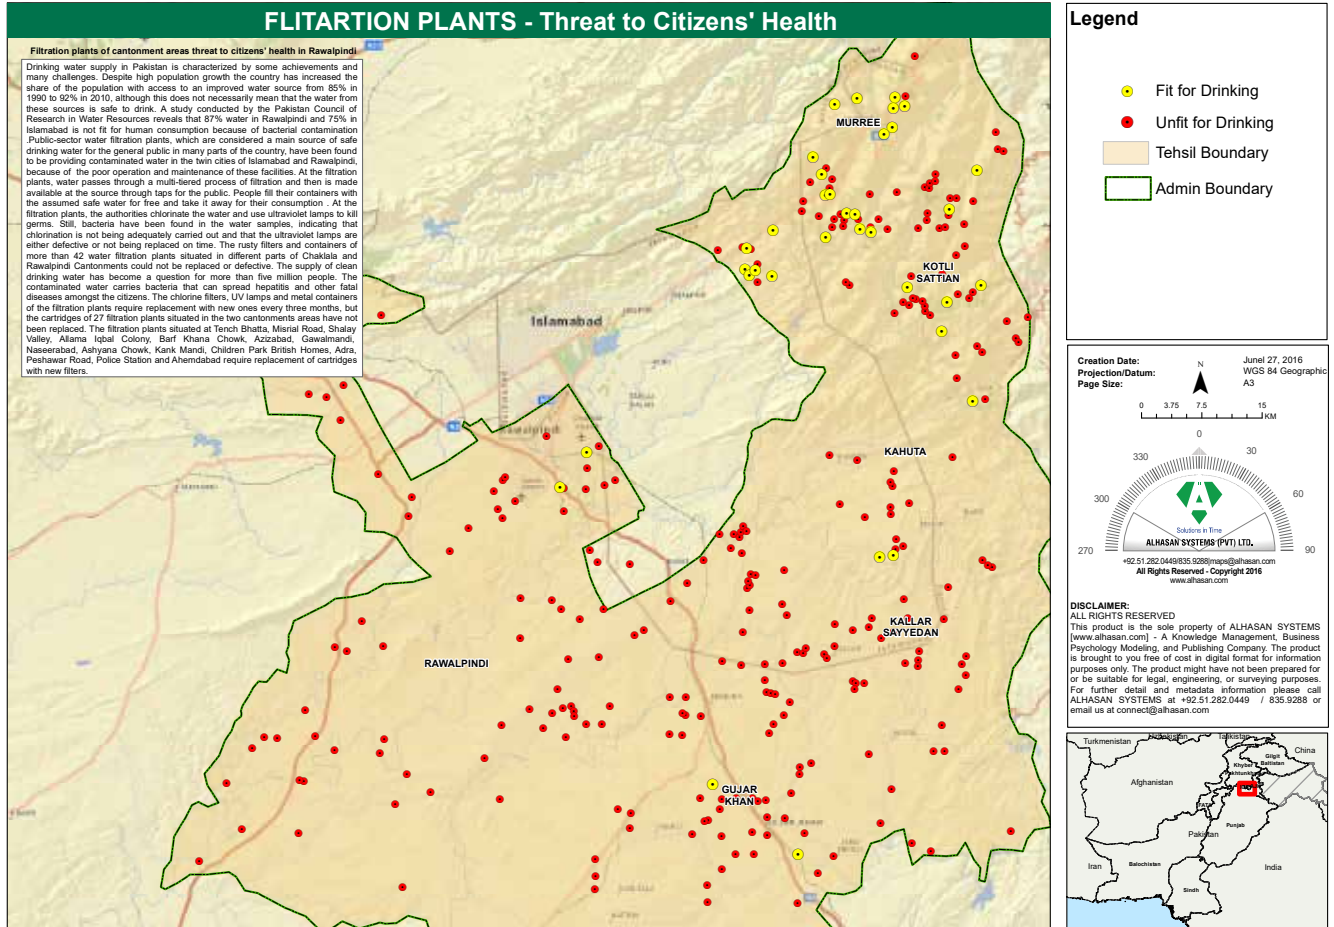 FLITARTION PLANTS - Threat to Citizens' Health
Filtration plants of cantonment areas threat to citizens' health in Rawalpindi
Drinking water supply in Pakistan is characterized by some achievements and
many challenges. Despite high population growth the country has increased the
share of the population with access to an improved water source from 85% in
1990 to 92% in 2010, although this does not necessarily mean that the water from
these sources is safe to drink. A study conducted by the Pakistan Council of
Research in Water Resources reveals that 87% water in Rawalpindi and 75% in
Islamabad is not fit for human consumption because of bacterial contamination
.Public-sector water filtration plants, which are considered a main source of safe
drinking water for the general public in many parts of the country, have been found
to be providing contaminated water in the twin cities of Islamabad and Rawalpindi,
because of the poor operation and maintenance of these facilities. At the filtration
plants, water passes through a multi-tiered process of filtration and then is made
available at the source through taps for the public. People fill their containers with
the assumed safe water for free and take it away for their consumption . At the
filtration plants, the authorities chlorinate the water and use ultraviolet lamps to kill
germs. Still, bacteria have been found in the water samples, indicating that
chlorination is not being adequately carried out and that the ultraviolet lamps are
either defective or not being replaced on time. The rusty filters and containers of
more than 42 water filtration plants situated in different parts of Chaklala and
Rawalpindi Cantonments could not be replaced or defective. The supply of clean
drinking water has become a question for more than five million people. The
contaminated water carries bacteria that can spread hepatitis and other fatal
diseases amongst the citizens. The chlorine filters, UV lamps and metal containers
of the filtration plants require replacement with new ones every three months, but
the cartridges of 27 filtration plants situated in the two cantonments areas have not
been replaced. The filtration plants situated at Tench Bhatta, Misrial Road, Shalay
Valley, Allama Iqbal Colony, Barf Khana Chowk, Azizabad, Gawalmandi,
Naseerabad, Ashyana Chowk, Kank Mandi, Children Park British Homes, Adra,
Peshawar Road, Police Station and Ahemdabad require replacement of cartridges
with new filters.
MURREE
KOTLI
SATTIAN
Islamabad
Rawalpindi
KAHUTA
KALLAR
SAYYEDAN
RAWALPINDI
GUJAR
KHAN
Legend
Fit for Drinking
Unfit for Drinking
Tehsil Boundary
Admin Boundary
Creation Date: Junel 27, 2016
Projection/Datum: WGS 84 Geographic
Page Size: A3
N
0 3.75 7.5 15
KM
0
330 30
300 60
270 90
Solutions in Time
ALHASAN SYSTEMS (PVT) LTD.
+92.51.282.0449/835.9288|maps@alhasan.com
All Rights Reserved - Copyright 2016
www.alhasan.com
DISCLAIMER:
ALL RIGHTS RESERVED
This product is the sole property of ALHASAN SYSTEMS
[www.alhasan.com] - A Knowledge Management, Business
Psychology Modeling, and Publishing Company. The product
is brought to you free of cost in digital format for information
purposes only. The product might have not been prepared for
or be suitable for legal, engineering, or surveying purposes.
For further detail and metadata information please call
ALHASAN SYSTEMS at +92.51.282.0449 / 835.9288 or
email us at connect@alhasan.com
Turkmenistan
China
Gilgit
Baltistan
Khyber
Afghanistan
Punjab
Pakistan
Iran
Balochistan
India
Sindh